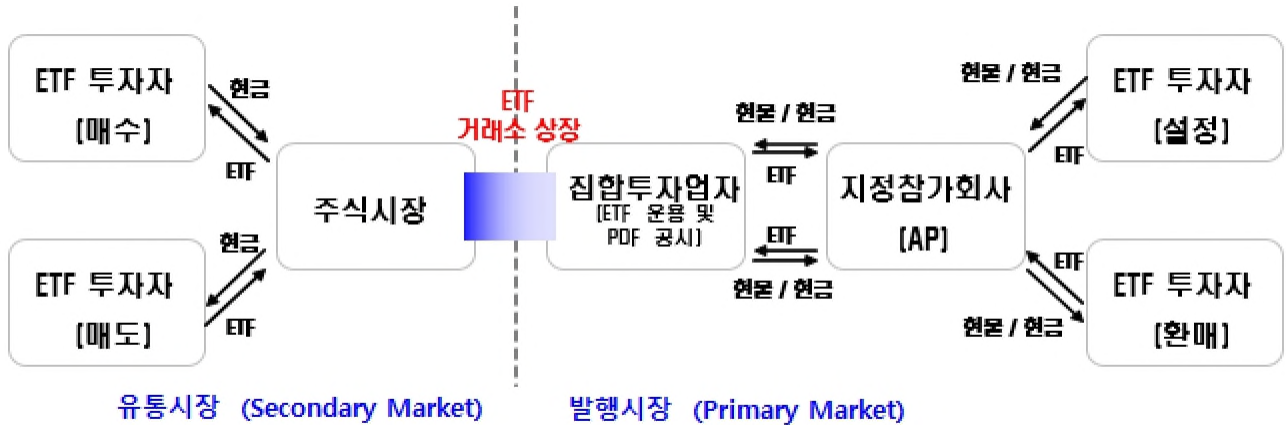 ETF 투자자
[매수]
현금
ETF
ETF 투자자
[매도]
현금
ETF
주식시장
ETF
거래소 상장
집합투자업자
[ETF 운용 및
PDF 공시]
현물 / 현금
ETF
ETF
현물 / 현금
지정참가회사
[AP]
현물 / 현금
ETF
ETF 투자자
[설정]
ETF
현물 / 현금
ETF 투자자
[환매]
유통시장 (Secondary Market)
발행시장 (Primary Market)